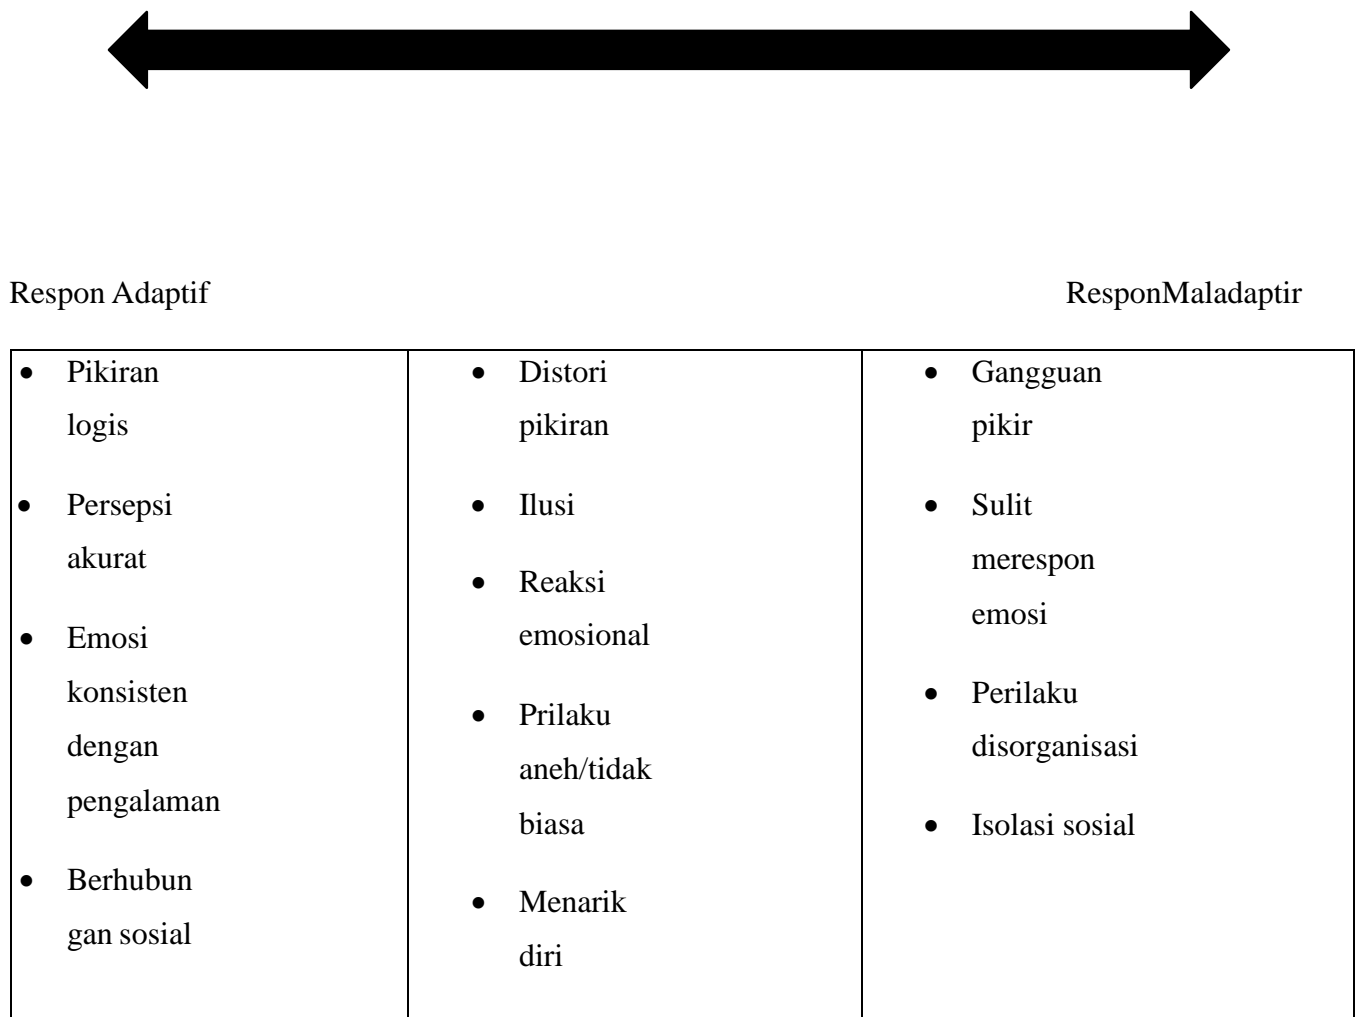 Respon Adaptif
ResponMaladaptir
• Pikiran
logis
• Persepsi
akurat
• Emosi
konsisten
dengan
pengalaman
• Berhubun
gan sosial
• Distori
pikiran
• Ilusi
• Reaksi
emosional
• Prilaku
aneh/tidak
biasa
• Menarik
diri
• Gangguan
pikir
• Sulit
merespon
emosi
• Perilaku
disorganisasi
• Isolasi sosial